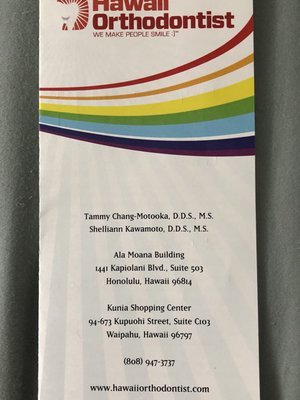 Hawaii
Orthodontist
WE MAKE PEOPLE SMILE :)™
Tammy Chang-Motooka, D.D.S., M.S.
Shelliann Kawamoto, D.D.S., M.S.
Ala Moana Building
1441 Kapiolani Blvd., Suite 503
Honolulu, Hawaii 96814
Kunia Shopping Center
94-673 Kupuohi Street, Suite C103
Waipahu, Hawaii 96797
(808) 947-3737
www.hawaiiorthodontist.com